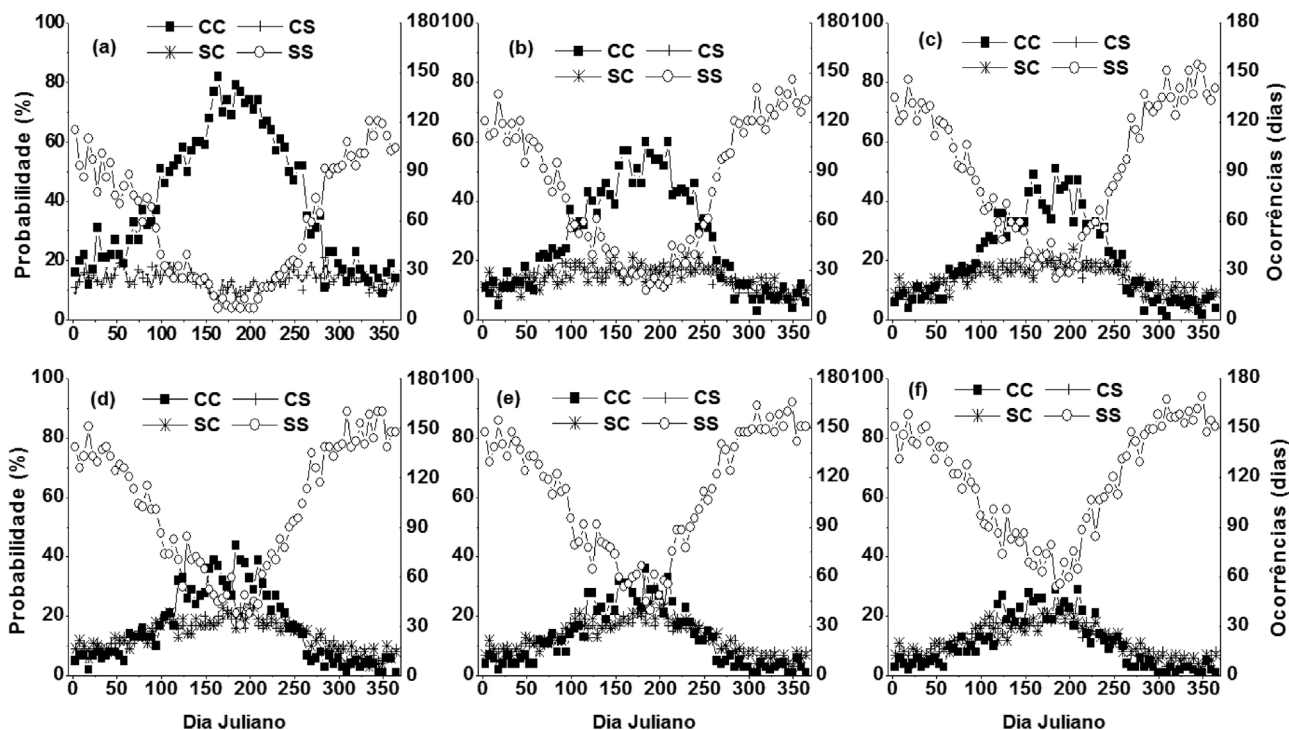 100 180 100 180 100 180
(a) CC CS
SC SS
(b) CC CS
SC SS
(c) CC CS
SC SS
80 150 80 150 80 150
60 120 60 120 60 120
40 90 40 90 40 90
20 60 20 60 20 60
0 30 0 30 0 30
0 0 0
Probabilidade (%)
Ocorrências (dias)
0 50 100 150 200 250 300 350
0 50 100 150 200 250 300 350
0 50 100 150 200 250 300 350
100 180 100 180 100 180
(d) CC CS
SC SS
(e) CC CS
SC SS
(f) CC CS
SC SS
80 150 80 150 80 150
60 120 60 120 60 120
40 90 40 90 40 90
20 60 20 60 20 60
0 30 0 30 0 30
0 0 0
Probabilidade (%)
Ocorrências (dias)
0 50 100 150 200 250 300 350
0 50 100 150 200 250 300 350
0 50 100 150 200 250 300 350
Dia Juliano
Dia Juliano
Dia Juliano